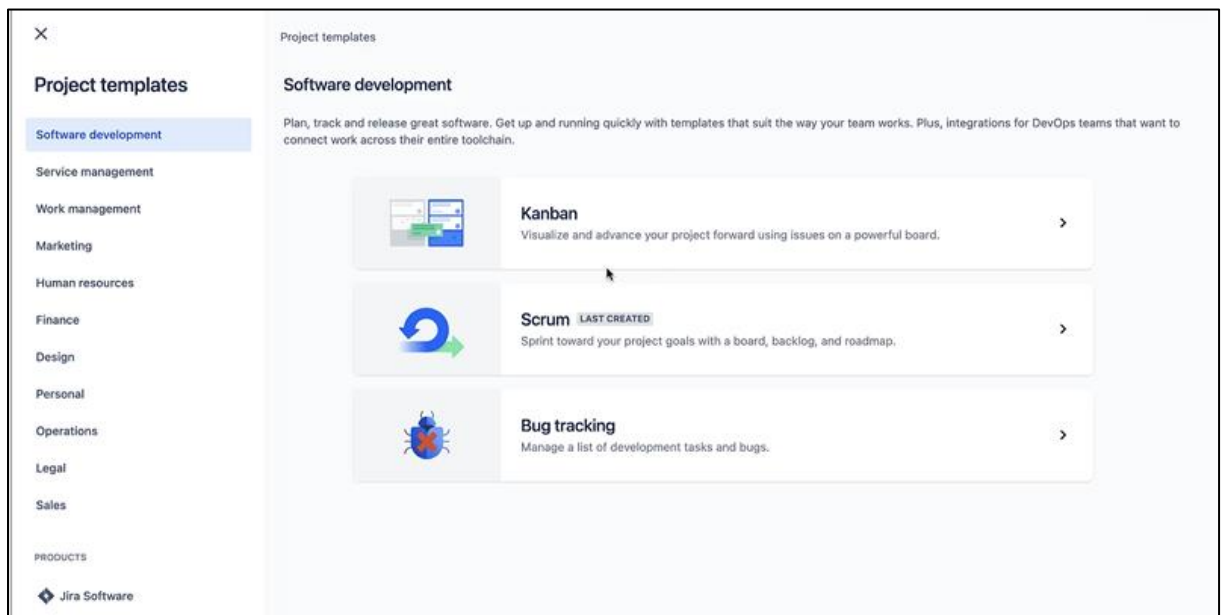 Project templates
Software development
Service management
Work management
Marketing
Human resources
Finance
Design
Personal
Operations
Legal
Sales
PRODUCTS
Jira Software
Project templates
Software development
Plan, track and release great software. Get up and running quickly with templates that suit the way your team works. Plus, integrations for DevOps teams that want to
connect work across their entire toolchain.
Kanban
Visualize and advance your project forward using issues on a powerful board.
Scrum LAST CREATED
Sprint toward your project goals with a board, backlog, and roadmap.
Bug tracking
Manage a list of development tasks and bugs.